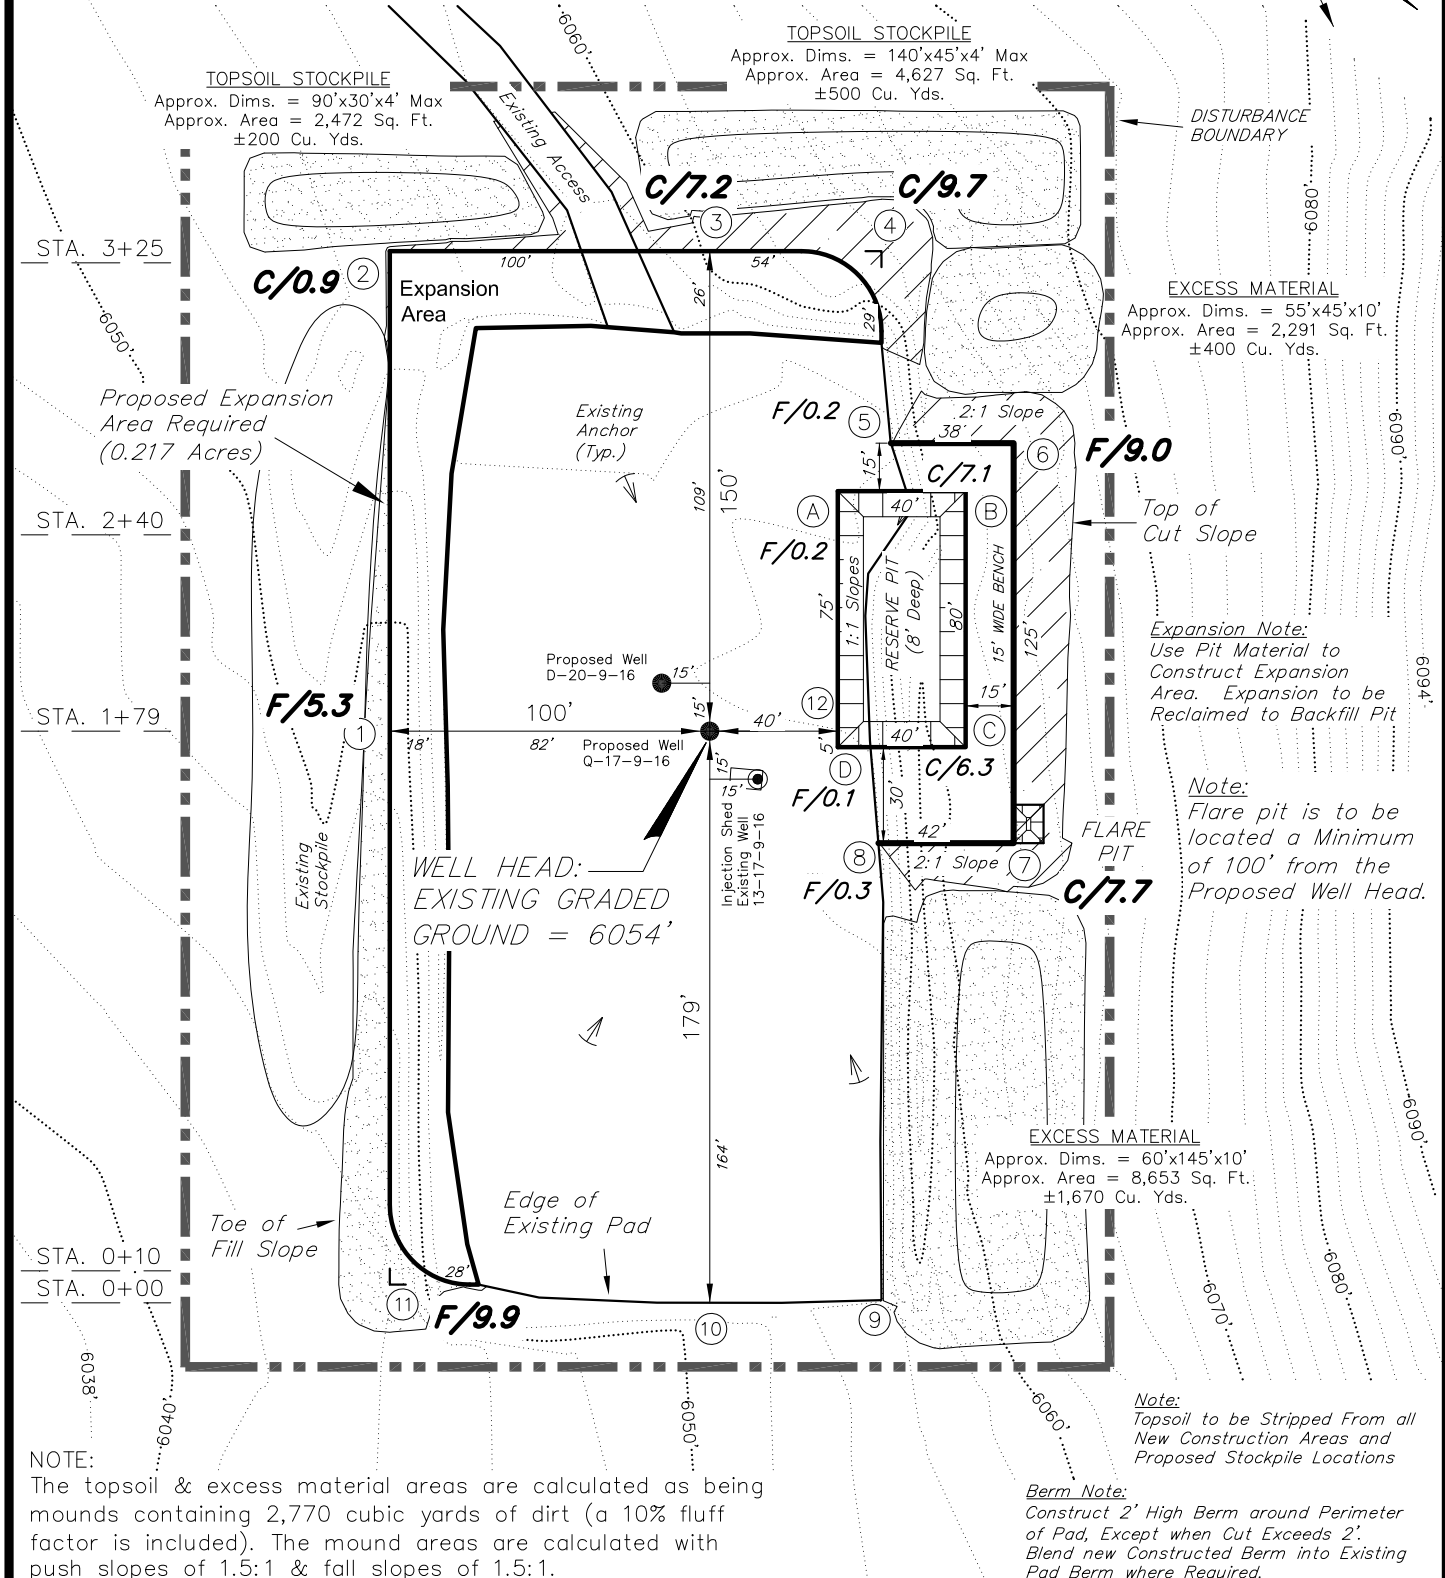 6060'
TOPSOIL STOCKPILE
Approx. Dims. = 140'x45'x4' Max
Approx. Area = 4,627 Sq. Ft.
±500 Cu. Yds.
TOPSOIL STOCKPILE
Approx. Dims. = 90'x30'x4' Max
Approx. Area = 2,472 Sq. Ft.
±200 Cu. Yds.
Existing Access
DISTURBANCE
BOUNDARY
C/7.2
C/9.7
3
4
6080'
STA. 3+25
2
C/0.9
100'
54'
26'
29'
Expansion
Area
EXCESS MATERIAL
Approx. Dims. = 55'x45'x10'
Approx. Area = 2,291 Sq. Ft.
±400 Cu. Yds.
6050'
Proposed Expansion
Area Required
(0.217 Acres)
Existing
Anchor
(Typ.)
F/0.2
5
2:1 Slope
38'
6
F/9.0
6090'
15'
C/7.1
109'
150'
STA. 2+40
A
40'
B
Top of
Cut Slope
F/0.2
1:1 Slopes
RESERVE PIT
(8' Deep)
75'
80'
15' WIDE BENCH
125'
Expansion Note:
Use Pit Material to
Construct Expansion
Area. Expansion to be
Reclaimed to Backfill Pit
6094'
Proposed Well
D-20-9-16
15'
15'
STA. 1+79
F/5.3
1
100'
18'
82'
Proposed Well
Q-17-9-16
40'
12
5'
40'
15'
C
D
C/6.3
F/0.1
15'
15'
Injection Shed
Existing Well
13-17-9-16
30'
42'
2:1 Slope
8
7
F/0.3
FLARE
PIT
C/7.7
Note:
Flare pit is to be
located a Minimum
of 100' from the
Proposed Well Head.
Existing
Stockpile
WELL HEAD:
EXISTING GRADED
GROUND = 6054'
179'
164'
6090'
EXCESS MATERIAL
Approx. Dims. = 60'x145'x10'
Approx. Area = 8,653 Sq. Ft.
±1,670 Cu. Yds.
Edge of
Existing Pad
Toe of
Fill Slope
STA. 0+10
STA. 0+00
28'
11
F/9.9
10
9
6080'
6070'
6038'
6040'
6050'
6060'
Note:
Topsoil to be Stripped From all
New Construction Areas and
Proposed Stockpile Locations
NOTE:
The topsoil & excess material areas are calculated as being
mounds containing 2,770 cubic yards of dirt (a 10% fluff
factor is included). The mound areas are calculated with
push slopes of 1.5:1 & fall slopes of 1.5:1.
Berm Note:
Construct 2' High Berm around Perimeter
of Pad, Except when Cut Exceeds 2'.
Blend new Constructed Berm into Existing
Pad Berm where Required.